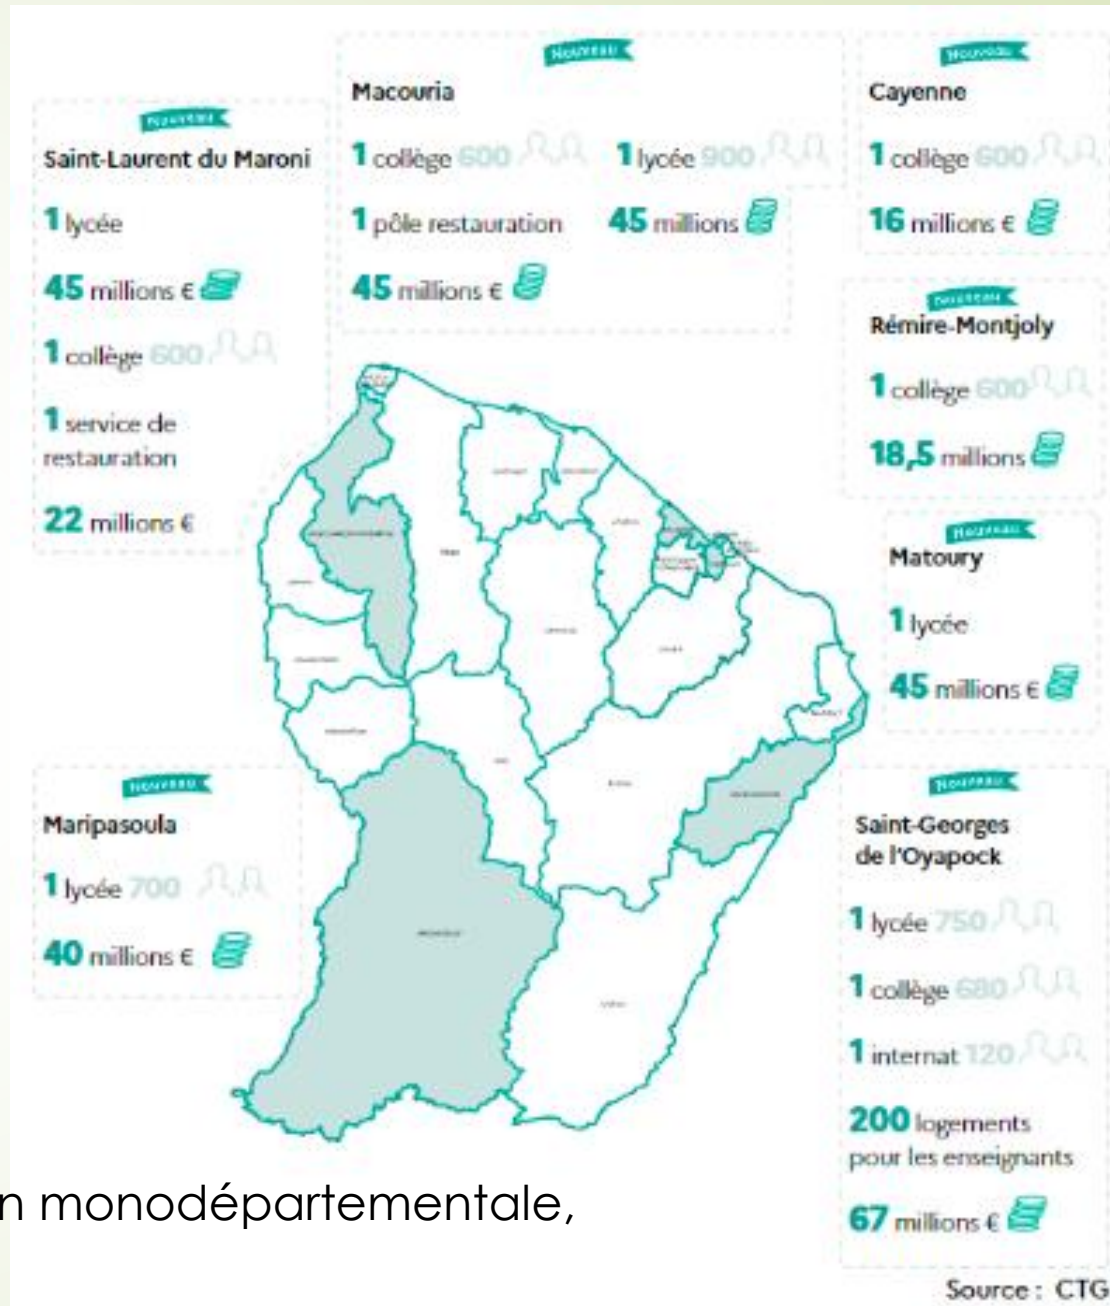 Nouveau
Saint-Laurent du Maroni
1 lycée
45 millions €
1 collège 600
1 service de
restauration
22 millions €
Nouveau
Macouria
1 collège 600
1 pôle restauration
45 millions €
1 lycée 900
45 millions
Nouveau
Cayenne
1 collège 600
16 millions €
Nouveau
Rémire-Montjoly
1 collège 600
18,5 millions
Nouveau
Matoury
1 lycée
45 millions €
Nouveau
Maripasoula
1 lycée 700
40 millions €
Nouveau
Saint-Georges
de l'Oyapock
1 lycée 750
1 collège 680
1 internat 120
200 logements
pour les enseignants
67 millions €
n monodépartementale,
Source : CTG